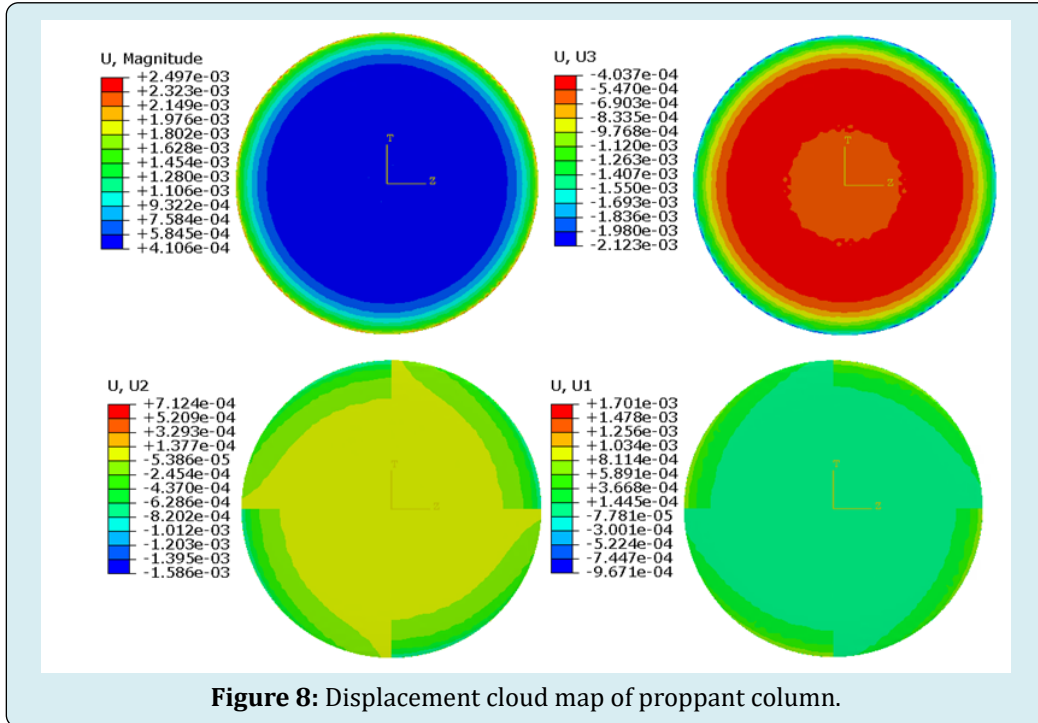 U, Magnitude
+2.497e-03
+2.323e-03
+2.149e-03
+1.976e-03
+1.802e-03
+1.628e-03
+1.454e-03
+1.280e-03
+1.106e-03
+9.322e-04
+7.584e-04
+5.845e-04
+4.106e-04
T
Z
U, U3
-4.037e-04
-5.470e-04
-6.903e-04
-8.335e-04
-9.768e-04
-1.120e-03
-1.263e-03
-1.407e-03
-1.550e-03
-1.693e-03
-1.836e-03
-1.980e-03
-2.123e-03
T
Z
U, U2
+7.124e-04
+5.209e-04
+3.293e-04
+1.377e-04
-5.386e-05
-2.454e-04
-4.370e-04
-6.286e-04
-8.202e-04
-1.012e-03
-1.203e-03
-1.395e-03
-1.586e-03
T
Z
U, U1
+1.701e-03
+1.478e-03
+1.256e-03
+1.034e-03
+8.114e-04
+5.891e-04
+3.668e-04
+1.445e-04
-7.781e-05
-3.001e-04
-5.224e-04
-7.447e-04
-9.671e-04
T
Z
Figure 8: Displacement cloud map of proppant column.